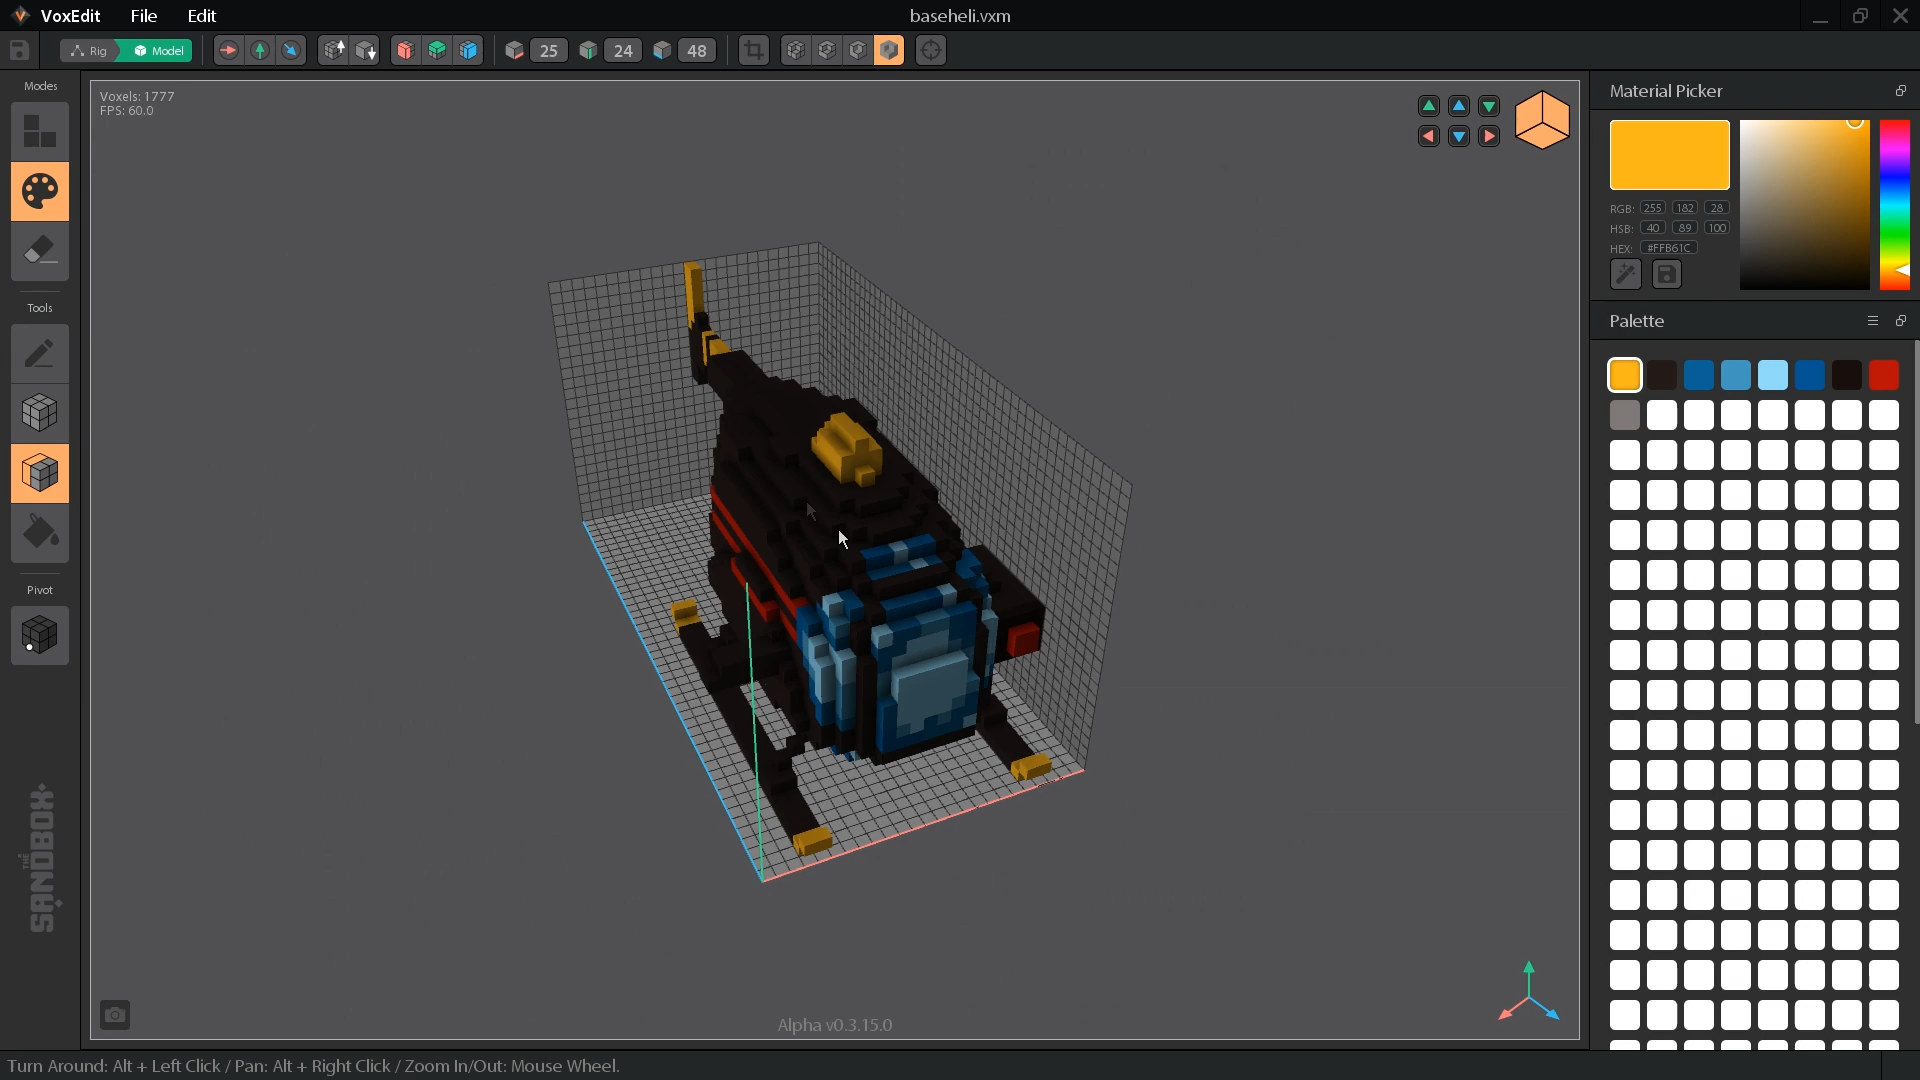 VoxEdit File Edit baseheli.vxm
Rig Model 25 24 48
Modes
Voxels: 1777
FPS: 60.0
Material Picker
RGB: 255 182 28
HSB: 40 89 100
HEX: #FFB61C
Tools
Palette
Pivot
THE SANDBOX
Alpha v0.3.15.0
Turn Around: Alt + Left Click / Pan: Alt + Right Click / Zoom In/Out: Mouse Wheel.